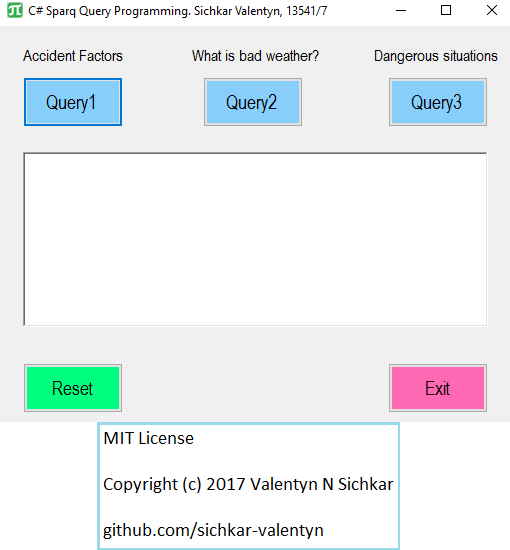 C# Sparq Query Programming. Sichkar Valentyn, 13541/7
Accident Factors What is bad weather? Dangerous situations
Query1 Query2 Query3
Reset Exit
MIT License
Copyright (c) 2017 Valentyn N Sichkar
github.com/sichkar-valentyn